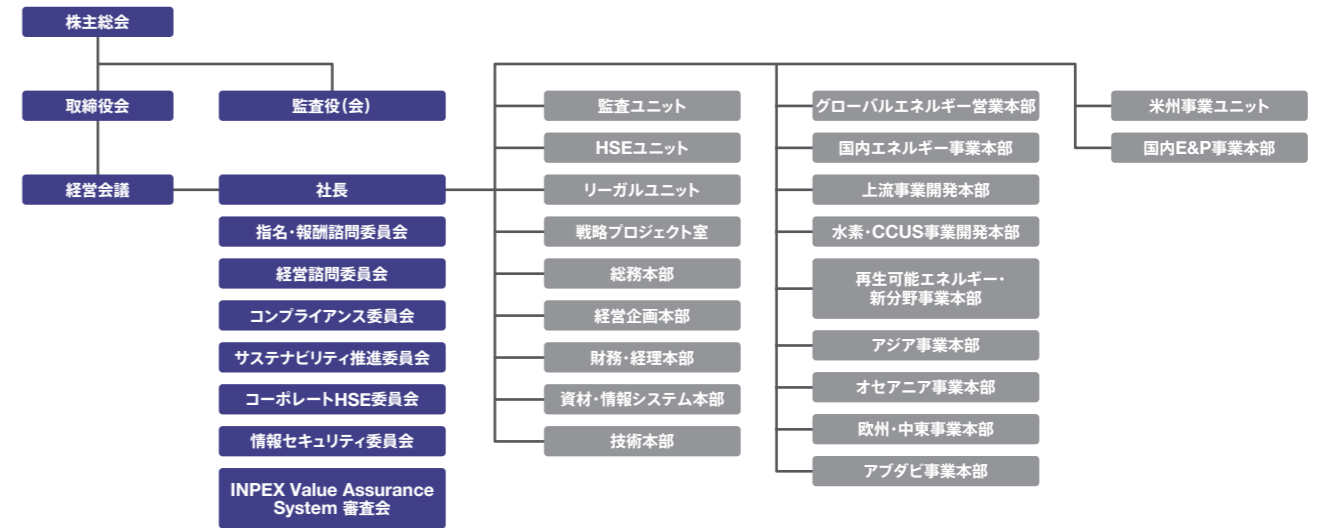 株主総会
取締役会
監査役(会)
経営会議
社長
指名・報酬諮問委員会
経営諮問委員会
コンプライアンス委員会
サステナビリティ推進委員会
コーポレートHSE委員会
情報セキュリティ委員会
INPEX Value Assurance
System 審査会
監査ユニット
HSEユニット
リーガルユニット
戦略プロジェクト室
総務本部
経営企画本部
財務・経理本部
資材・情報システム本部
技術本部
グローバルエネルギー営業本部
国内エネルギー事業本部
上流事業開発本部
水素・CCUS事業開発本部
再生可能エネルギー・
新分野事業本部
アジア事業本部
オセアニア事業本部
欧州・中東事業本部
アブダビ事業本部
米州事業ユニット
国内E&P事業本部